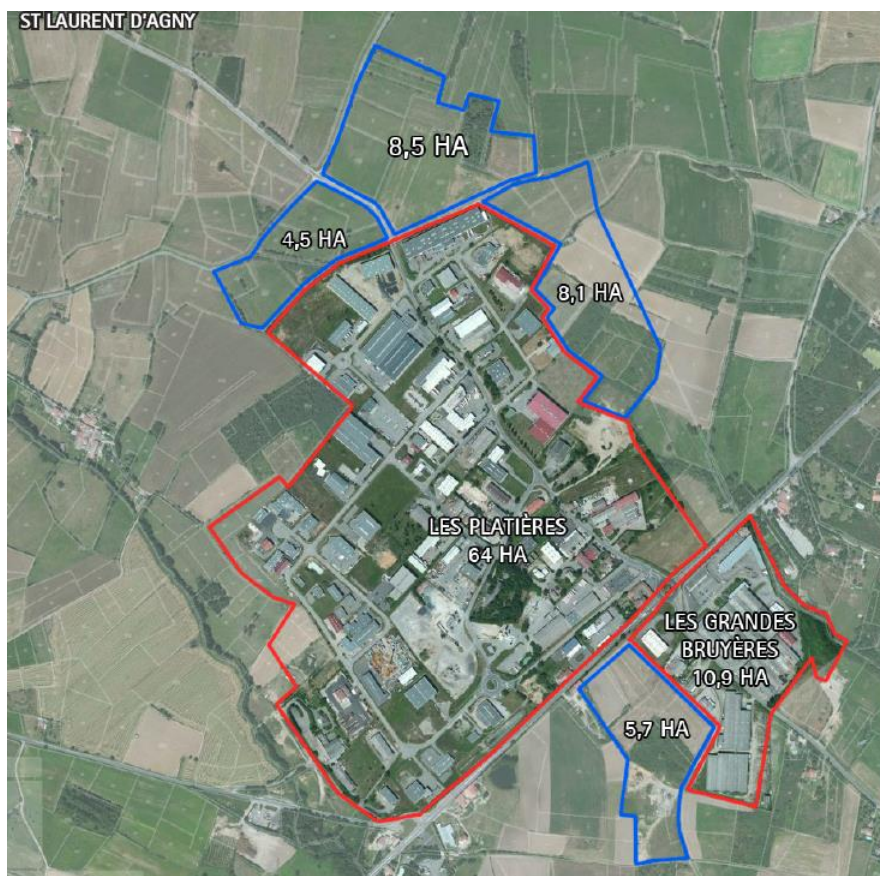 ST LAURENT D'AGNY
8,5 HA
4,5 HA
8,1 HA
LES PLATIÈRES
64 HA
LES GRANDES
BRUYÈRES
10,9 HA
5,7 HA